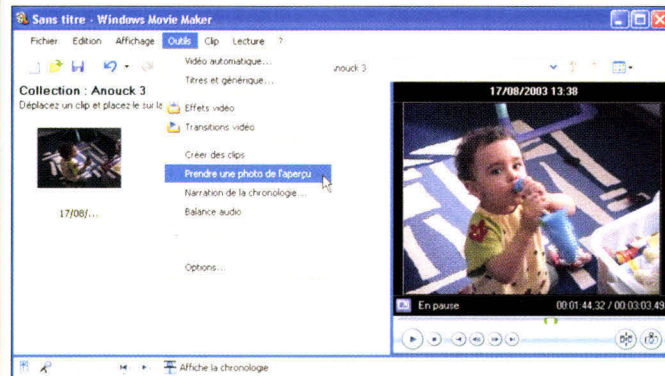 Sans titre - Windows Movie Maker
Fichier Edition Affichage Outils Clip Lecture ?
Vidéo automatique...
Titres et générique...
Effets vidéo
Transitions vidéo
Créer des clips
Prendre une photo de l'aperçu
Narration de la chronologie...
Balance audio
Options...
nouck 3
Collection : Anouck 3
Déplacez un clip et placez-le sur la
17/08/...
17/08/2003 13:38
En pause
00:01:44,32 / 00:03:03,49
Affiche la chronologie